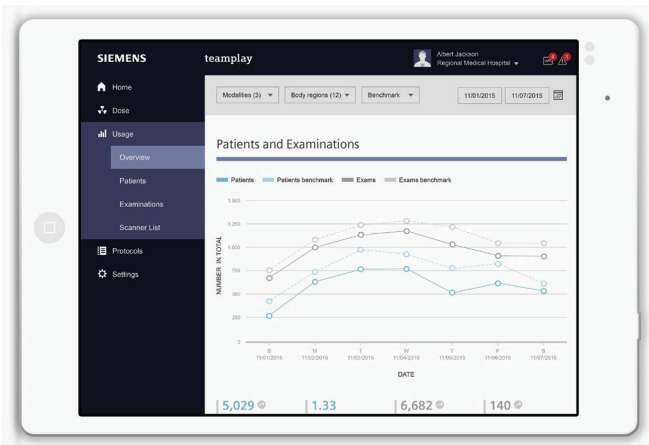 SIEMENS
teamplay
Albert Jackson
Regional Medical Hospital
Home
Dose
Usage
Overview
Patients
Examinations
Scanner List
Protocols
Settings
Modalities (3)
Body regions (12)
Benchmark
11/01/2015
11/07/2015
Patients and Examinations
Patients
Patients benchmark
Exams
Exams benchmark
NUMBER IN TOTAL
1.250
1.000
750
250
0
S M T W T F S
11/01/2015 11/02/2015 11/03/2015 11/04/2015 11/05/2015 11/06/2015 11/07/2015
DATE
5,029
1.33
6,682
140